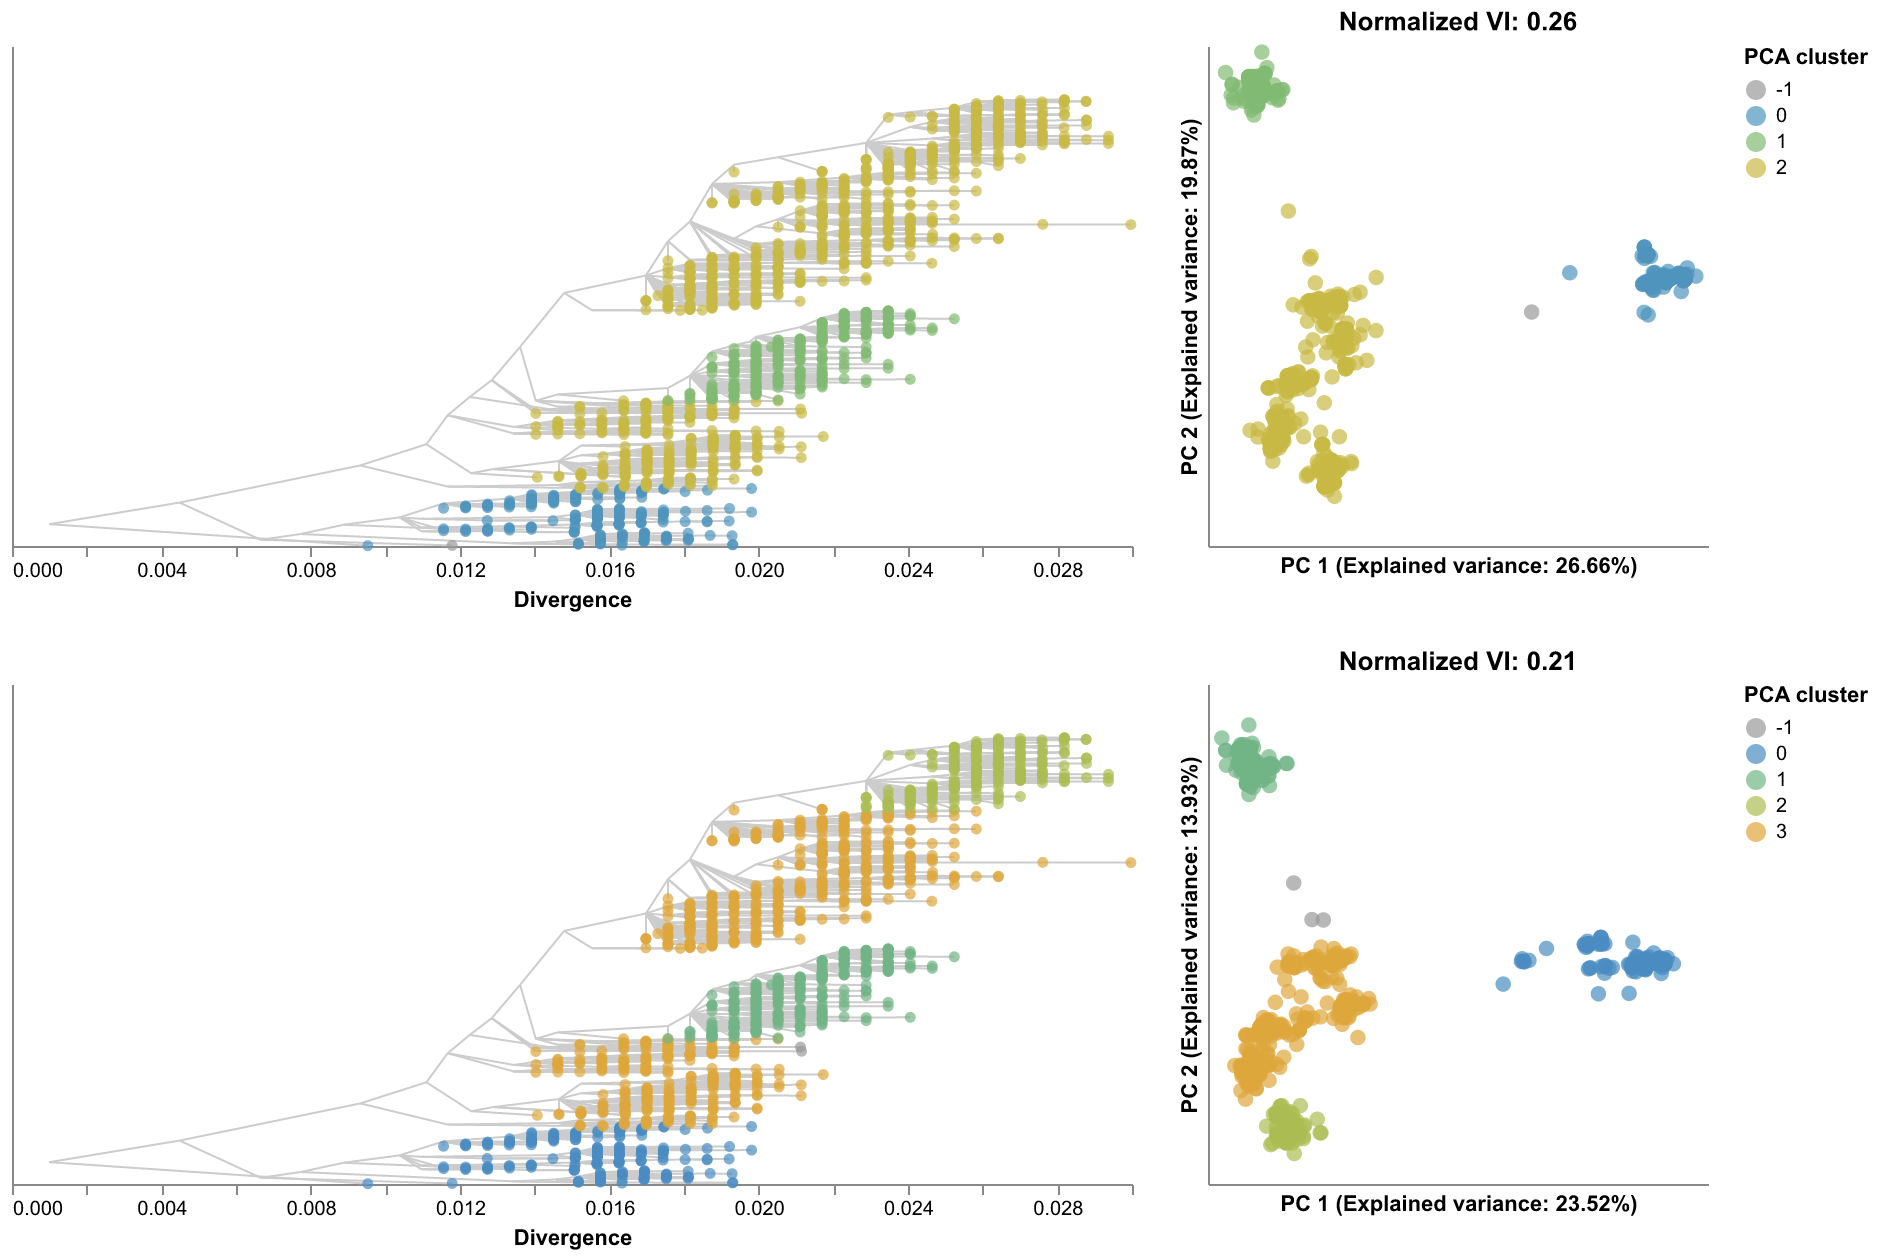 Normalized VI: 0.26
PCA cluster
-1
0
1
2
PC 2 (Explained variance: 19.87%)
0.000 0.004 0.008 0.012 0.016 0.020 0.024 0.028
Divergence
PC 1 (Explained variance: 26.66%)
Normalized VI: 0.21
PCA cluster
-1
0
1
2
3
PC 2 (Explained variance: 13.93%)
0.000 0.004 0.008 0.012 0.016 0.020 0.024 0.028
Divergence
PC 1 (Explained variance: 23.52%)